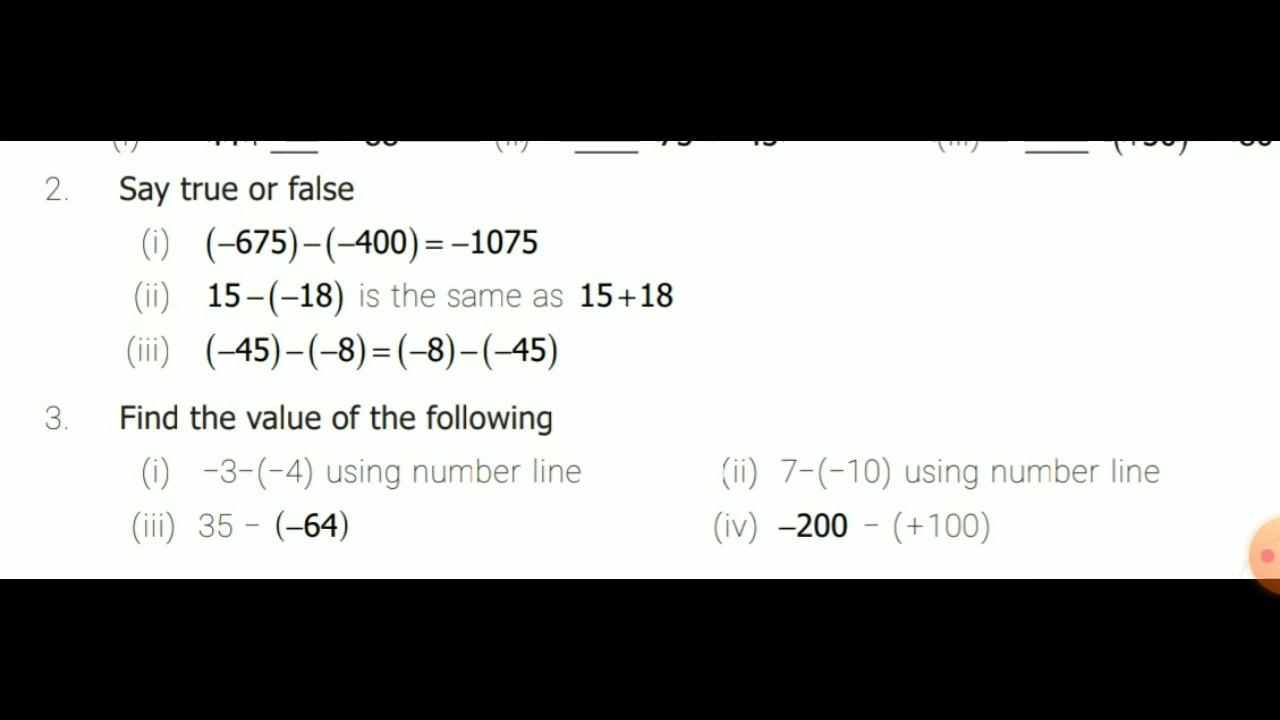 2. Say true or false
(i) (–675)–(–400)= –1075
(ii) 15–(–18) is the same as 15+18
(iii) (–45)–(–8)=(–8)–(–45)
3. Find the value of the following
(i) −3−(−4) using number line (ii) 7−(−10) using number line
(iii) 35 − (–64) (iv) –200 − (+100)